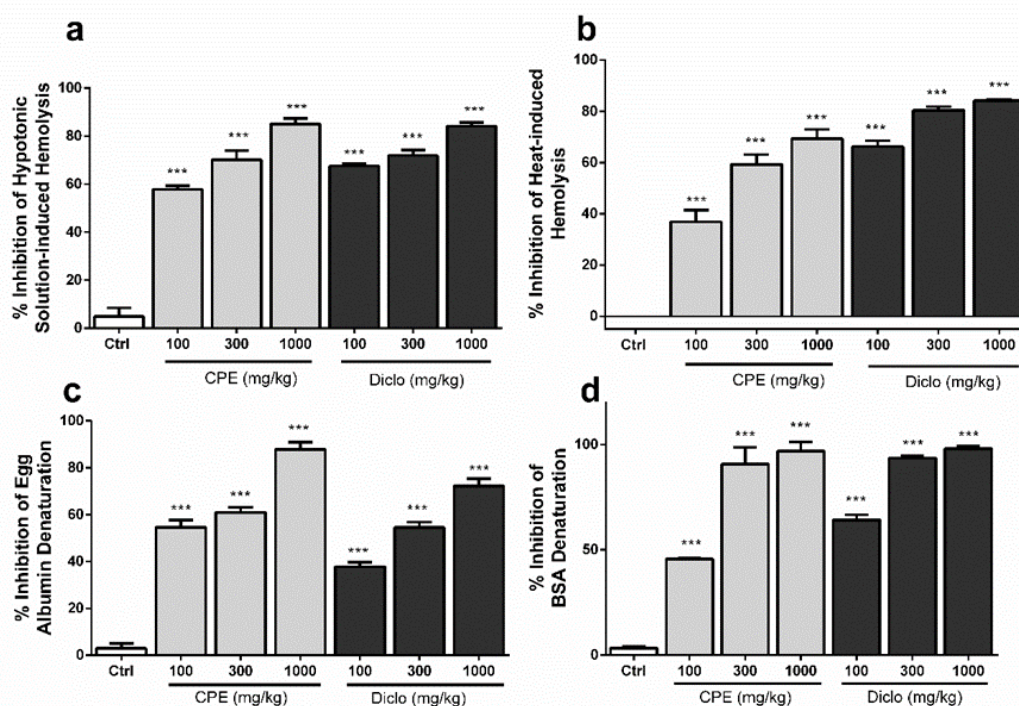 a
% Inhibition of Hypotonic
Solution-induced Hemolysis
100
80
60
40
20
0
***
***
***
***
***
***
Ctrl
100
300
1000
100
300
1000
CPE (mg/kg)
Diclo (mg/kg)
b
% Inhibition of Heat-induced
Hemolysis
100
80
60
40
20
0
***
***
***
***
***
***
Ctrl
100
300
1000
100
300
1000
CPE (mg/kg)
Diclo (mg/kg)
c
% Inhibition of Egg
Albumin Denaturation
100
80
60
40
20
0
***
***
***
***
***
***
Ctrl
100
300
1000
100
300
1000
CPE (mg/kg)
Diclo (mg/kg)
d
% Inhibition of
BSA Denaturation
100
50
0
***
***
***
***
***
***
Ctrl
100
300
1000
100
300
1000
CPE (mg/kg)
Diclo (mg/kg)